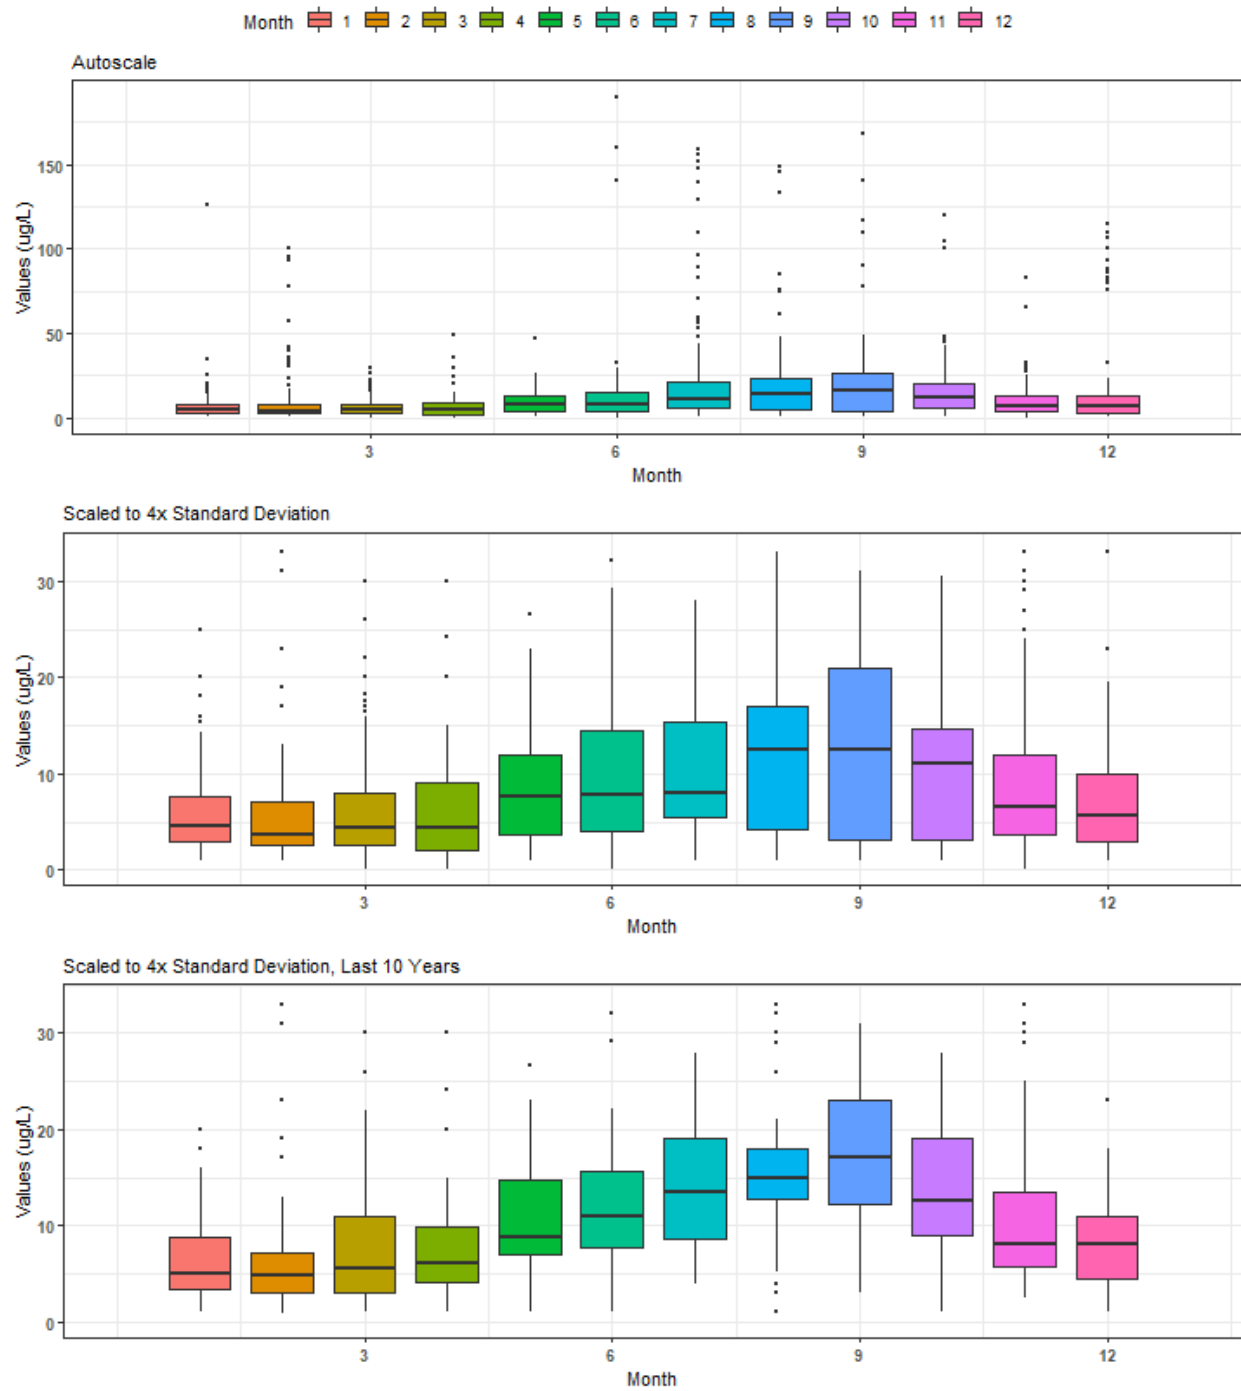 Month 1 2 3 4 5 6 7 8 9 10 11 12
Autoscale
Values (ug/L)
150
100
50
0
3 6 9 12
Month
Scaled to 4x Standard Deviation
Values (ug/L)
30
20
10
0
3 6 9 12
Month
Scaled to 4x Standard Deviation, Last 10 Years
Values (ug/L)
30
20
10
0
3 6 9 12
Month